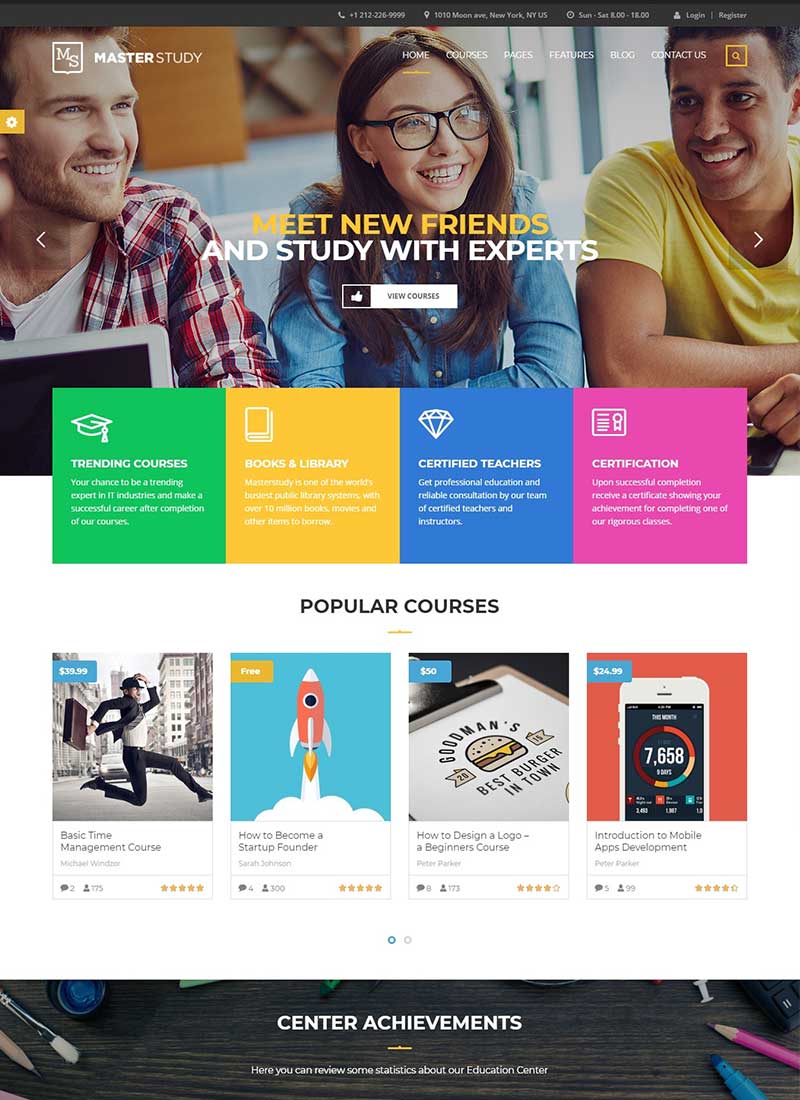 +1 212-226-9999
1010 Moon ave, New York, NY US
Sun - Sat 8.00 - 18.00
Login | Register
MS
MASTERSTUDY
HOME
COURSES
PAGES
FEATURES
BLOG
CONTACT US
MEET NEW FRIENDS
AND STUDY WITH EXPERTS
VIEW COURSES
TRENDING COURSES
Your chance to be a trending
expert in IT industries and make a
successful career after completion
of our courses.
BOOKS & LIBRARY
Masterstudy is one of the world's
busiest public library systems, with
over 10 million books, movies and
other items to borrow.
CERTIFIED TEACHERS
Get professional education and
reliable consultation by our team
of certified teachers and
instructors.
CERTIFICATION
Upon successful completion
receive a certificate showing your
achievement for completing one of
our rigorous classes.
POPULAR COURSES
$39.99
Basic Time
Management Course
Michael Windzor
2 175
Free
How to Become a
Startup Founder
Sarah Johnson
4 300
$50
GOODMAN'S
20 15
BEST BURGER
IN TOWN
How to Design a Logo –
a Beginners Course
Peter Parker
8 173
$24.99
THIS MONTH
7,658
9 DAYS
3,493
Introduction to Mobile
Apps Development
Peter Parker
5 99
CENTER ACHIEVEMENTS
Here you can review some statistics about our Education Center